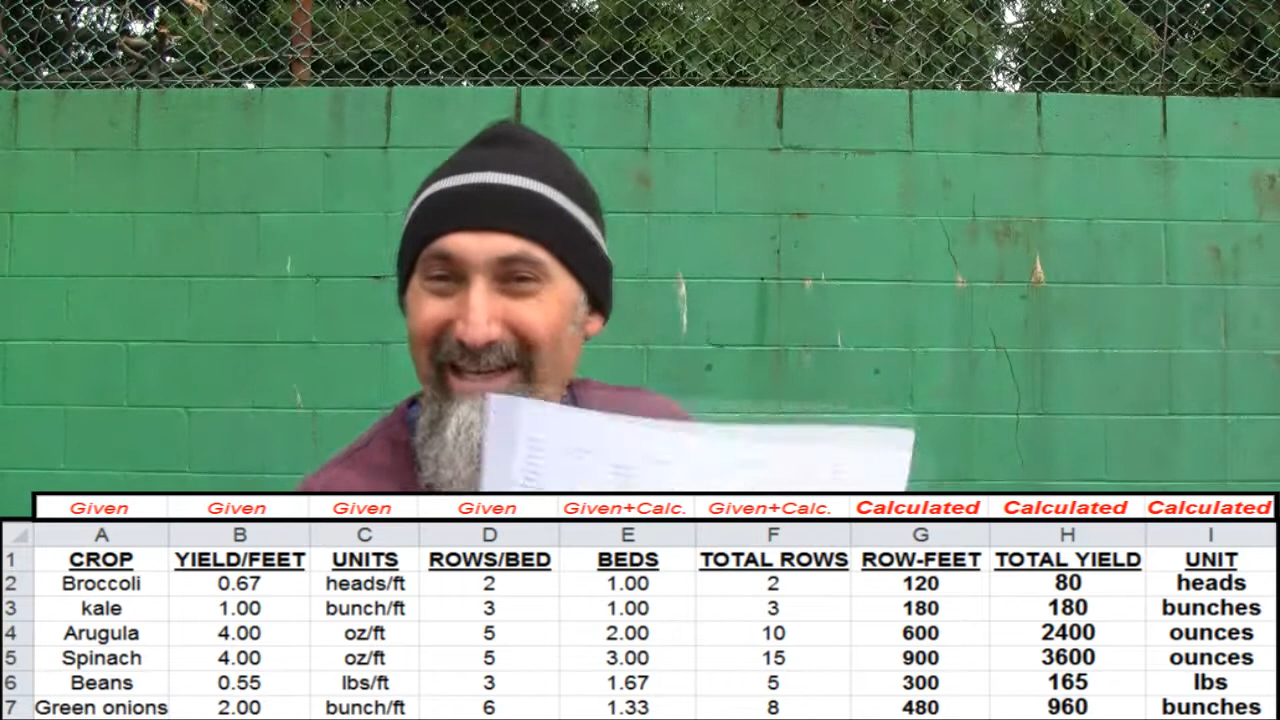 Given Given Given Given Given+Calc. Given+Calc. Calculated Calculated Calculated
A B C D E F G H I
1 CROP YIELD/FEET UNITS ROWS/BED BEDS TOTAL ROWS ROW-FEET TOTAL YIELD UNIT
2 Broccoli 0.67 heads/ft 2 1.00 2 120 80 heads
3 kale 1.00 bunch/ft 3 1.00 3 180 180 bunches
4 Arugula 4.00 oz/ft 5 2.00 10 600 2400 ounces
5 Spinach 4.00 oz/ft 5 3.00 15 900 3600 ounces
6 Beans 0.55 lbs/ft 3 1.67 5 300 165 lbs
7 Green onions 2.00 bunch/ft 6 1.33 8 480 960 bunches